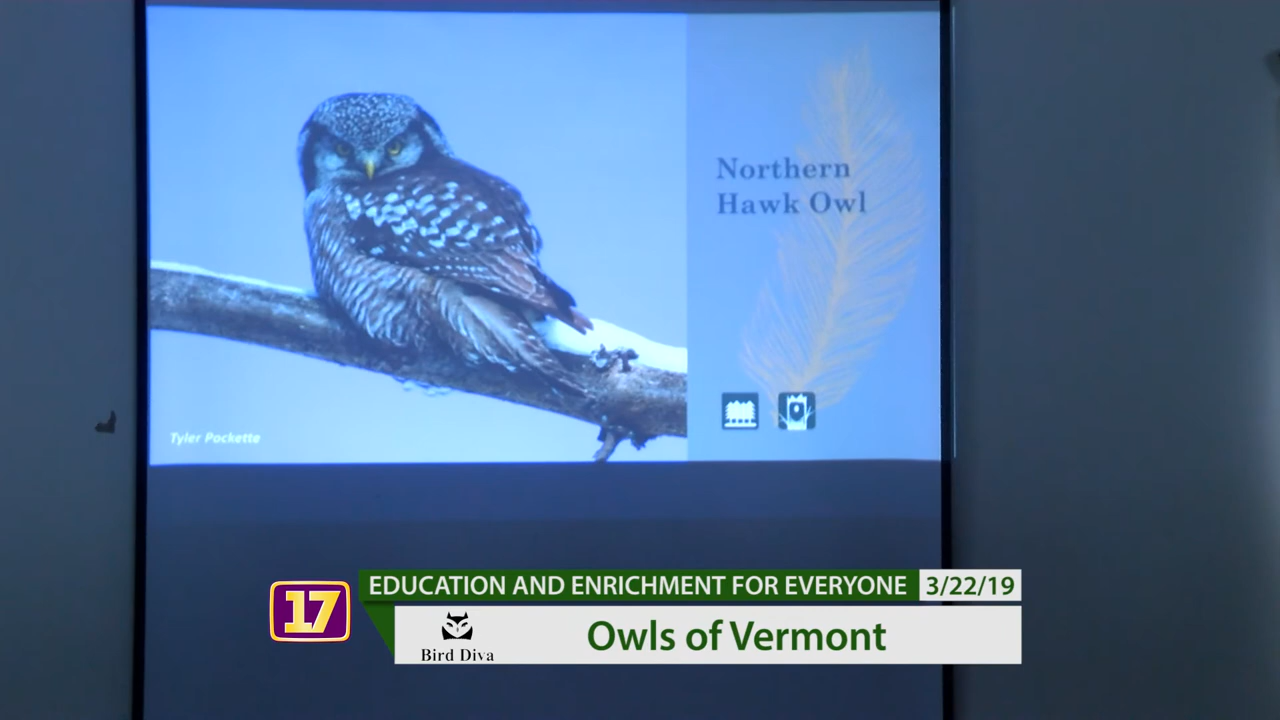 Northern
Hawk Owl
Tyler Pockette
17
EDUCATION AND ENRICHMENT FOR EVERYONE 3/22/19
Bird Diva
Owls of Vermont